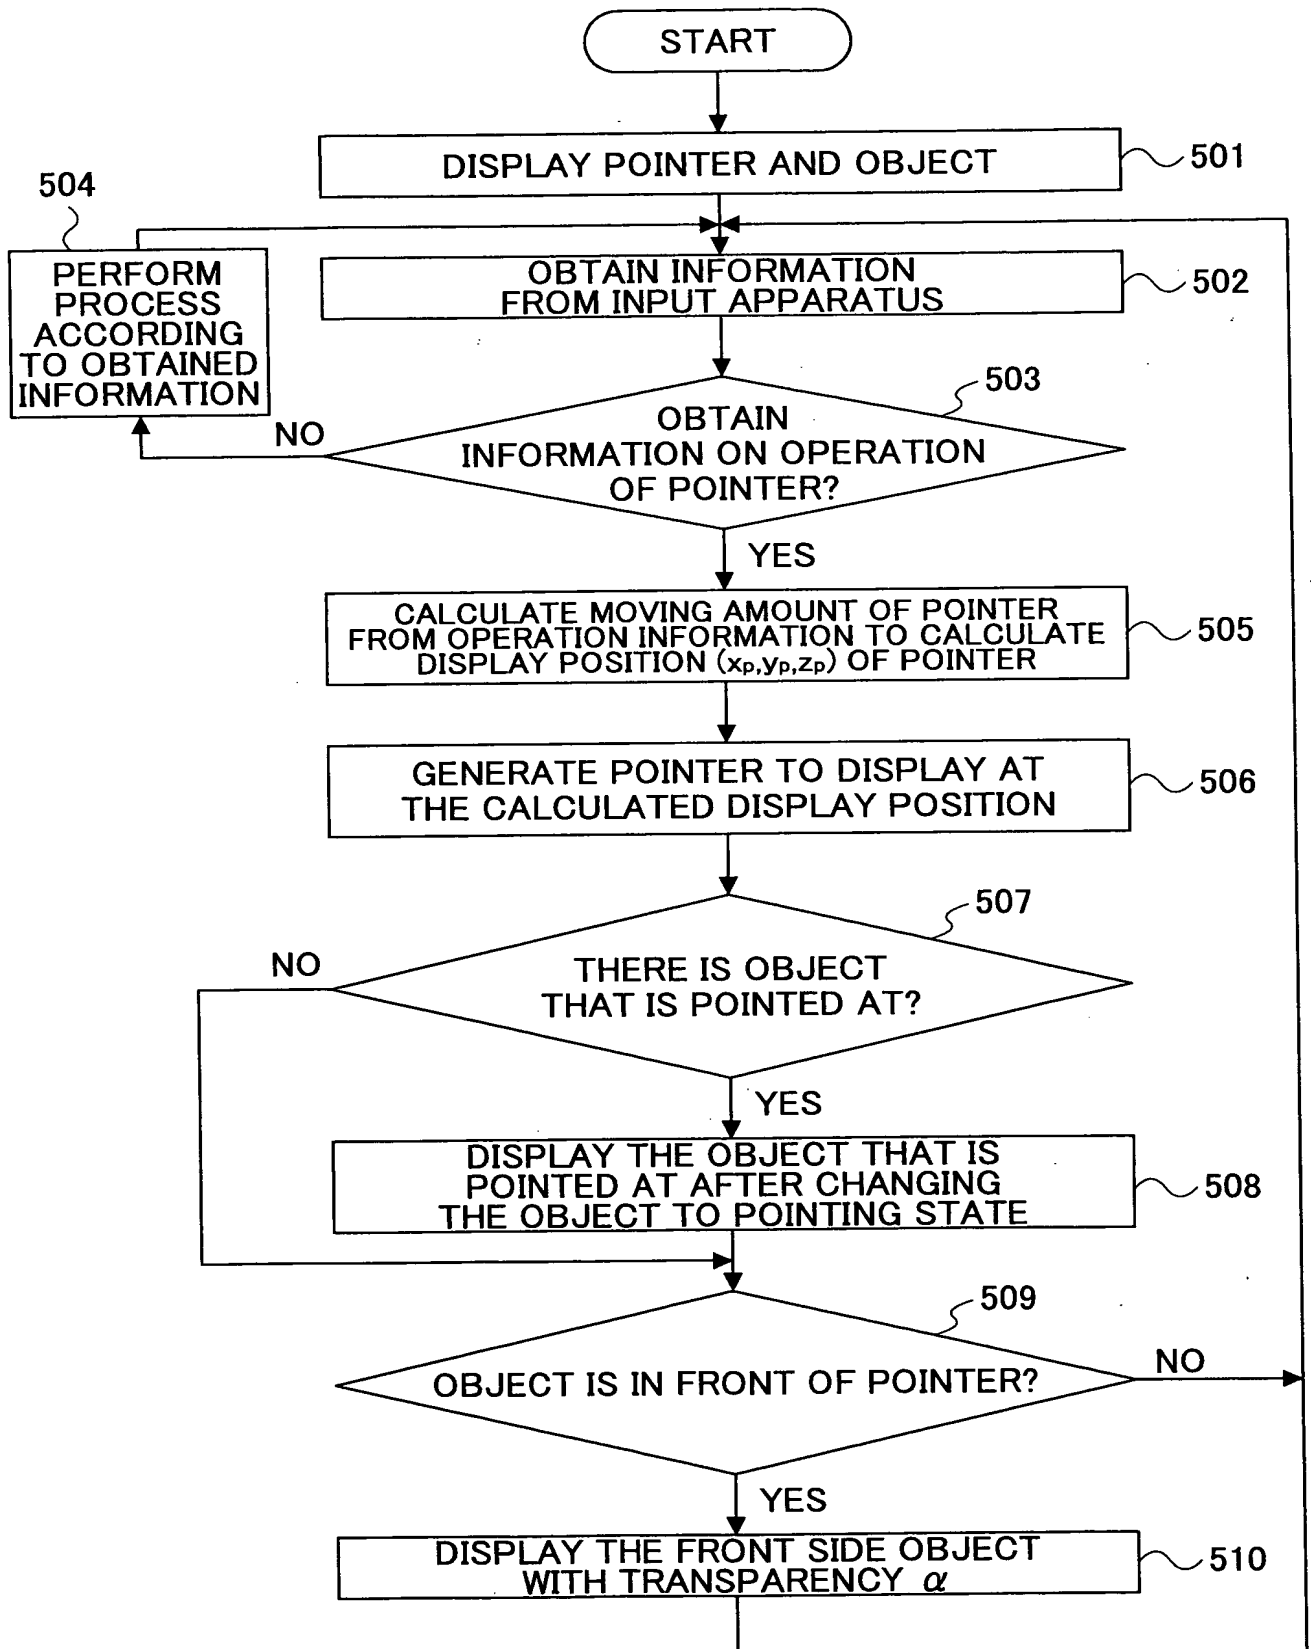 START
DISPLAY POINTER AND OBJECT
501
504
PERFORM
PROCESS
ACCORDING
TO OBTAINED
INFORMATION
OBTAIN INFORMATION
FROM INPUT APPARATUS
502
503
OBTAIN
INFORMATION ON OPERATION
OF POINTER?
NO
YES
CALCULATE MOVING AMOUNT OF POINTER
FROM OPERATION INFORMATION TO CALCULATE
DISPLAY POSITION (xp,yp,zp) OF POINTER
505
GENERATE POINTER TO DISPLAY AT
THE CALCULATED DISPLAY POSITION
506
507
NO
THERE IS OBJECT
THAT IS POINTED AT?
YES
DISPLAY THE OBJECT THAT IS
POINTED AT AFTER CHANGING
THE OBJECT TO POINTING STATE
508
509
OBJECT IS IN FRONT OF POINTER?
NO
YES
DISPLAY THE FRONT SIDE OBJECT
WITH TRANSPARENCY α
510